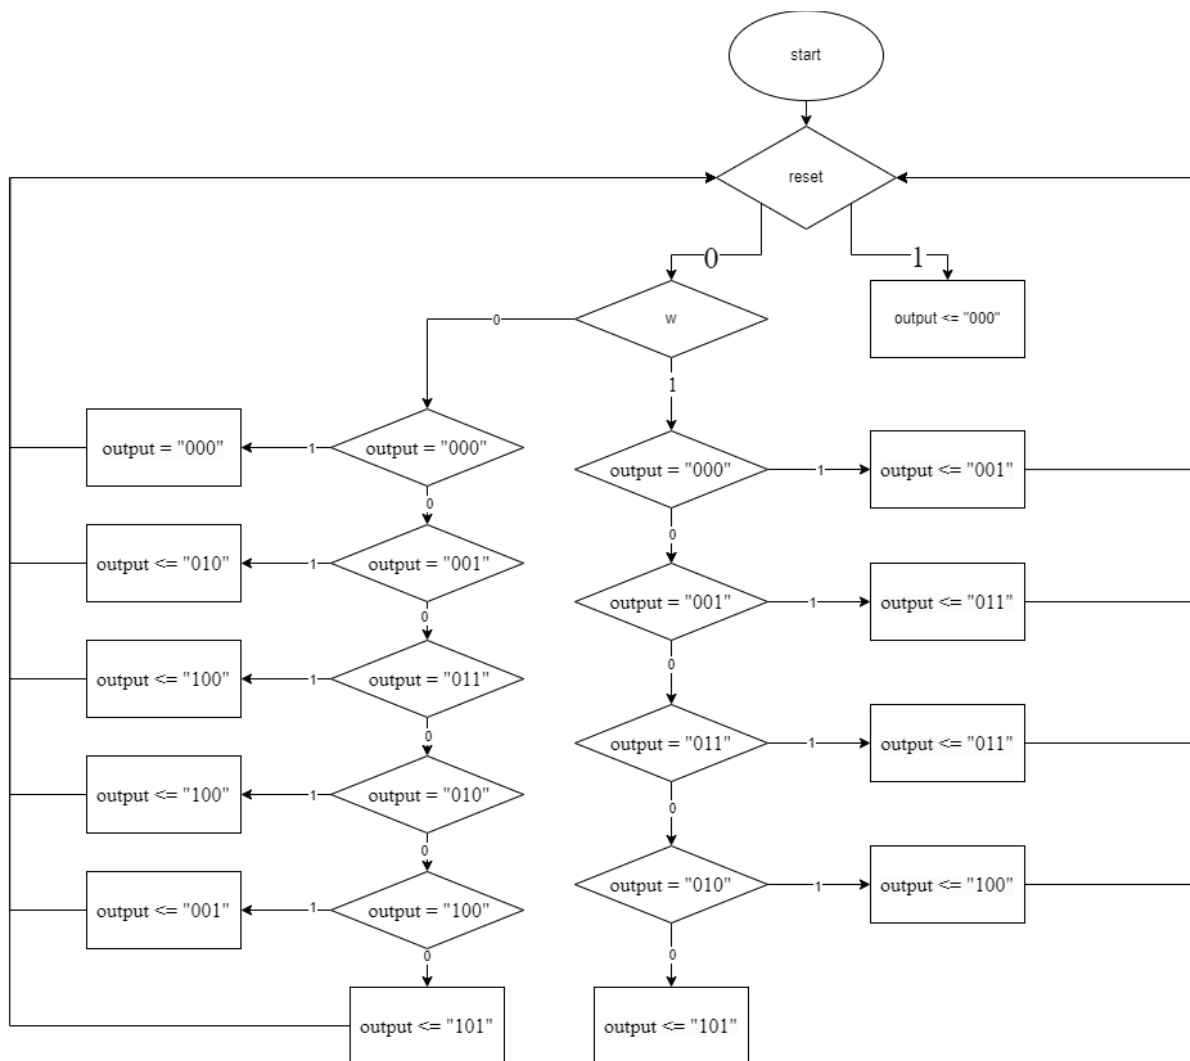 start
reset
0
1
w
output <= "000"
0
1
output = "000"
1
output = "000"
output = "000"
1
output <= "001"
0
0
output <= "010"
1
output = "001"
output = "001"
1
output <= "011"
0
0
output <= "100"
1
output = "011"
output = "011"
1
output <= "011"
0
0
output <= "100"
1
output = "010"
output = "010"
1
output <= "100"
0
output <= "001"
1
output = "100"
0
0
output <= "101"
output <= "101"